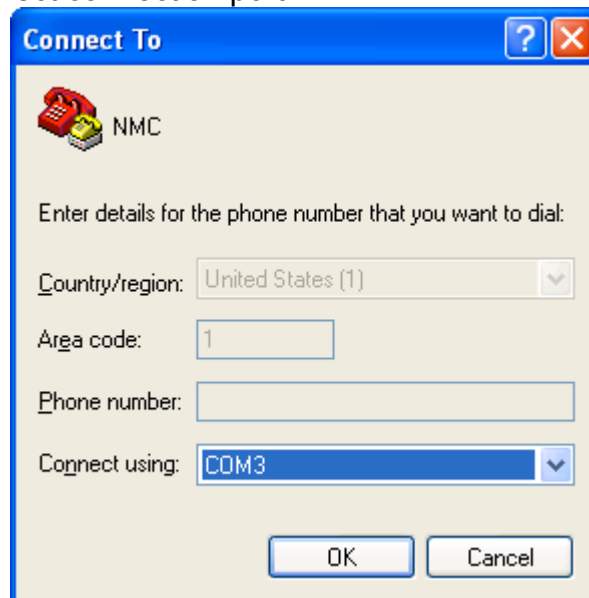 Connect To
NMC
Enter details for the phone number that you want to dial:
Country/region: United States (1)
Area code: 1
Phone number:
Connect using: COM3
OK Cancel